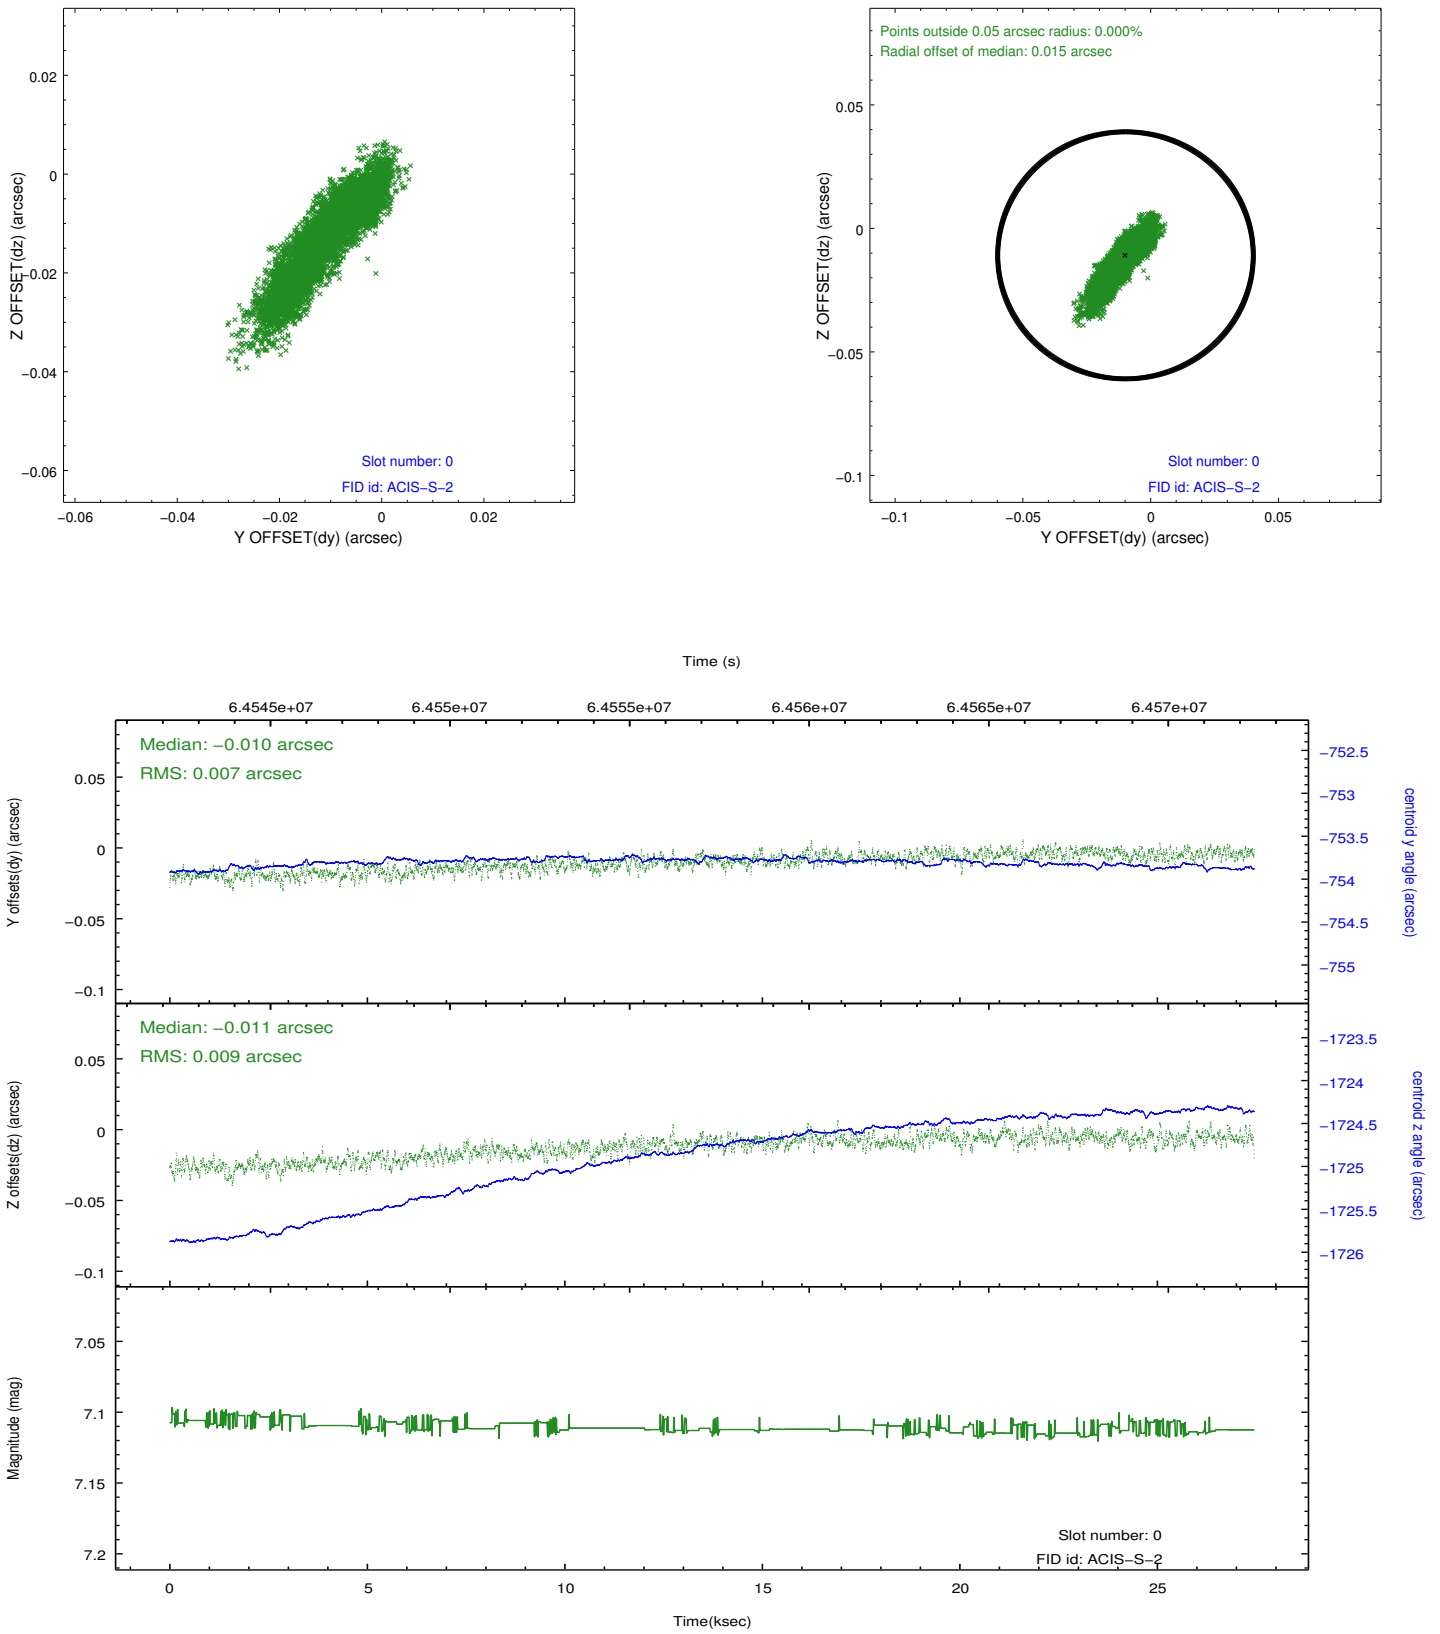 0.02
0
−0.02
−0.04
−0.06
Z OFFSET(dz) (arcsec)
Slot number: 0
FID id: ACIS−S−2
−0.06 −0.04 −0.02 0 0.02
Y OFFSET(dy) (arcsec)
Points outside 0.05 arcsec radius: 0.000%
Radial offset of median: 0.015 arcsec
0.05
0
−0.05
−0.1
Z OFFSET(dz) (arcsec)
Slot number: 0
FID id: ACIS−S−2
−0.1 −0.05 0 0.05
Y OFFSET(dy) (arcsec)
Time (s)
6.4545e+07 6.455e+07 6.4555e+07 6.456e+07 6.4565e+07 6.457e+07
Median: −0.010 arcsec
RMS: 0.007 arcsec
0.05
0
−0.05
−0.1
Y offsets(dy) (arcsec)
−752.5
−753
−753.5
−754
−754.5
−755
centroid y angle (arcsec)
Median: −0.011 arcsec
RMS: 0.009 arcsec
0.05
0
−0.05
−0.1
Z offsets(dz) (arcsec)
−1723.5
−1724
−1724.5
−1725
−1725.5
−1726
centroid z angle (arcsec)
7.05
7.1
7.15
7.2
Magnitude (mag)
Slot number: 0
FID id: ACIS−S−2
0 5 10 15 20 25
Time(ksec)